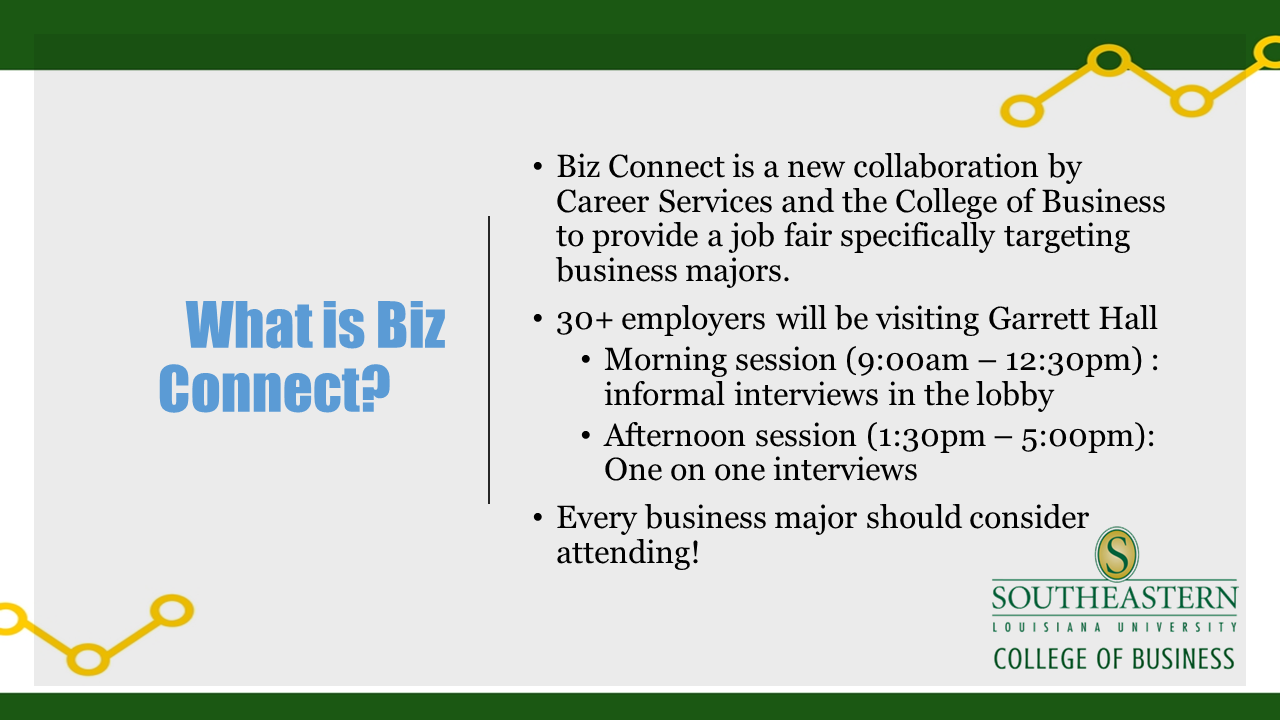 What is Biz
Connect?
• Biz Connect is a new collaboration by
Career Services and the College of Business
to provide a job fair specifically targeting
business majors.
• 30+ employers will be visiting Garrett Hall
• Morning session (9:00am – 12:30pm) :
informal interviews in the lobby
• Afternoon session (1:30pm – 5:00pm):
One on one interviews
• Every business major should consider
attending!
S
SOUTHEASTERN
LOUISIANA UNIVERSITY
COLLEGE OF BUSINESS